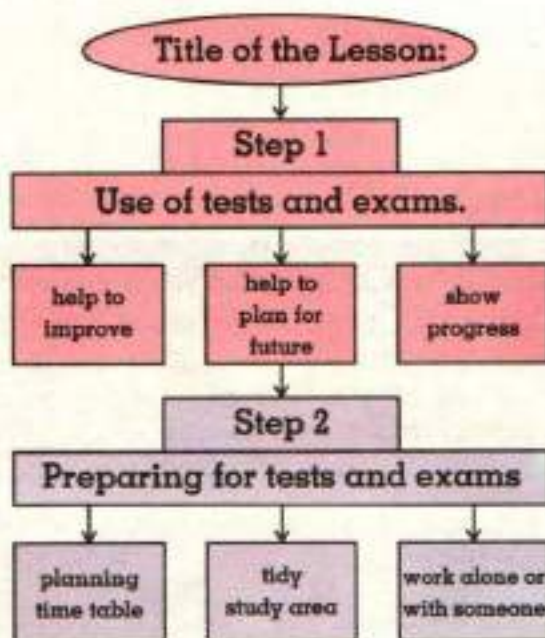 Title of the Lesson:
Step 1
Use of tests and exams.
help to
improve
help to
plan for
future
show
progress
Step 2
Preparing for tests and exams
planning
time table
tidy
study area
work alone or
with someone